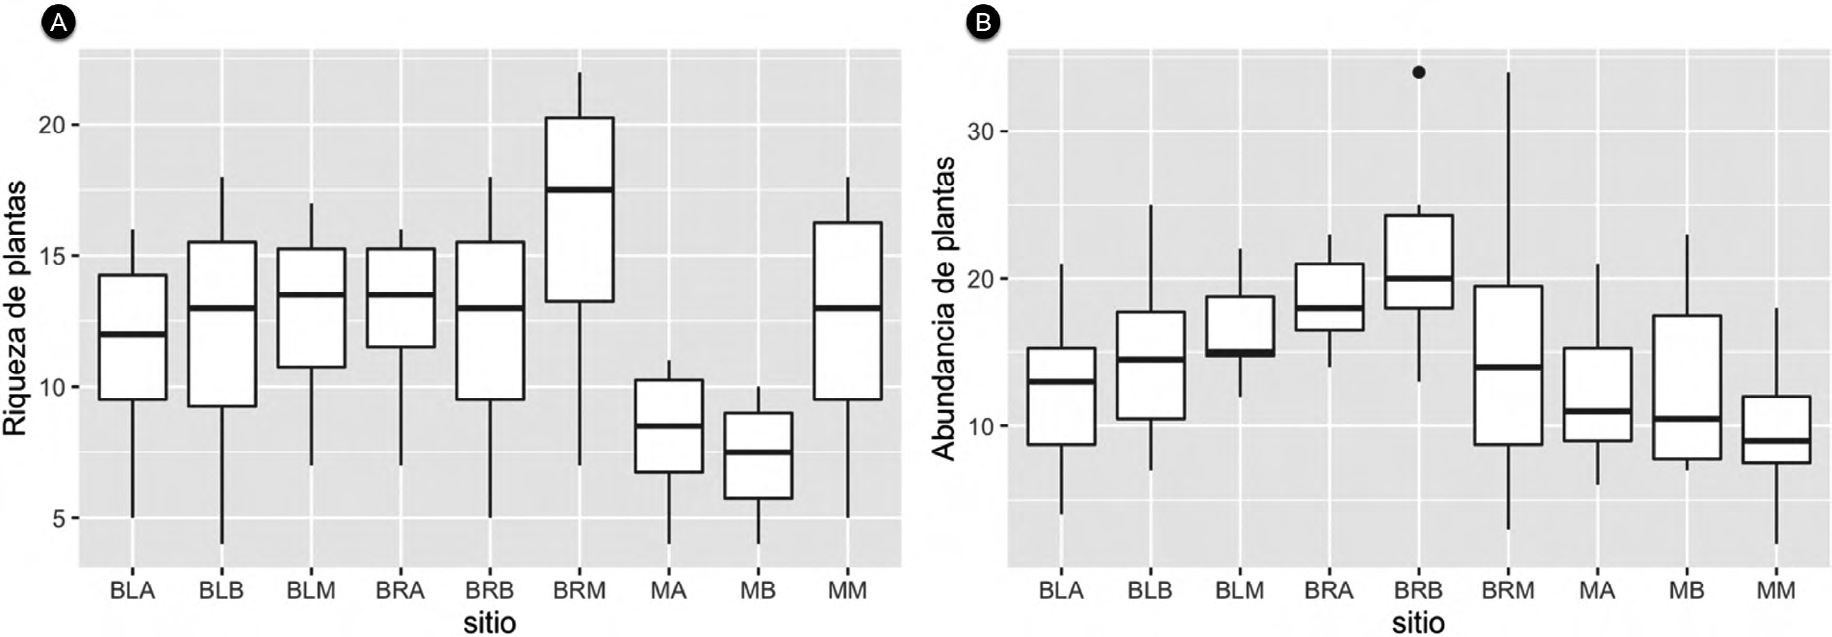 A
Riqueza de plantas
20
15
10
5
BLA BLB BLM BRA BRB BRM MA MB MM
sitio
B
Abundancia de plantas
30
20
10
BLA BLB BLM BRA BRB BRM MA MB MM
sitio